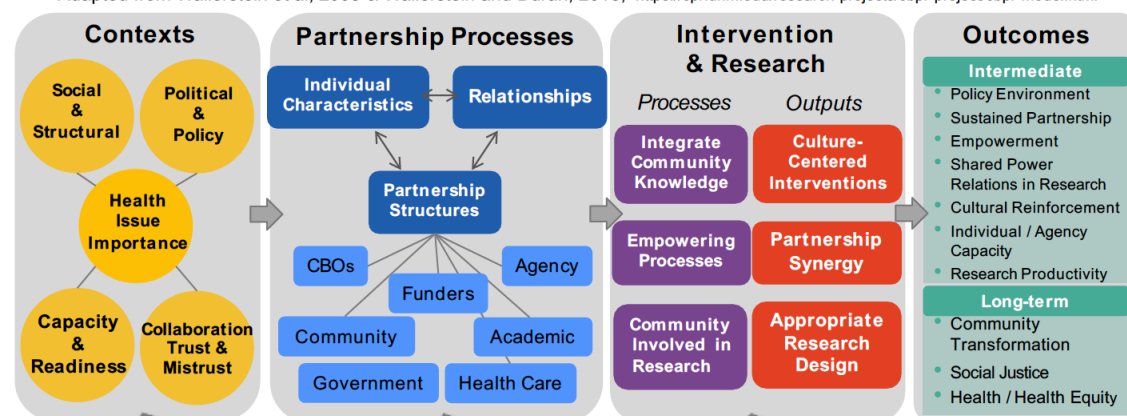 Contexts
Social
&
Structural
Political
&
Policy
Health
Issue
Importance
Capacity
&
Readiness
Collaboration
Trust &
Mistrust
Partnership Processes
Individual
Characteristics
Relationships
Partnership
Structures
CBOs
Agency
Funders
Community
Academic
Government
Health Care
Intervention
& Research
Processes
Outputs
Integrate
Community
Knowledge
Culture-
Centered
Interventions
Empowering
Processes
Partnership
Synergy
Community
Involved in
Research
Appropriate
Research
Design
Outcomes
Intermediate
• Policy Environment
• Sustained Partnership
• Empowerment
• Shared Power
Relations in Research
• Cultural Reinforcement
• Individual / Agency
Capacity
• Research Productivity
Long-term
• Community
Transformation
• Social Justice
• Health / Health Equity